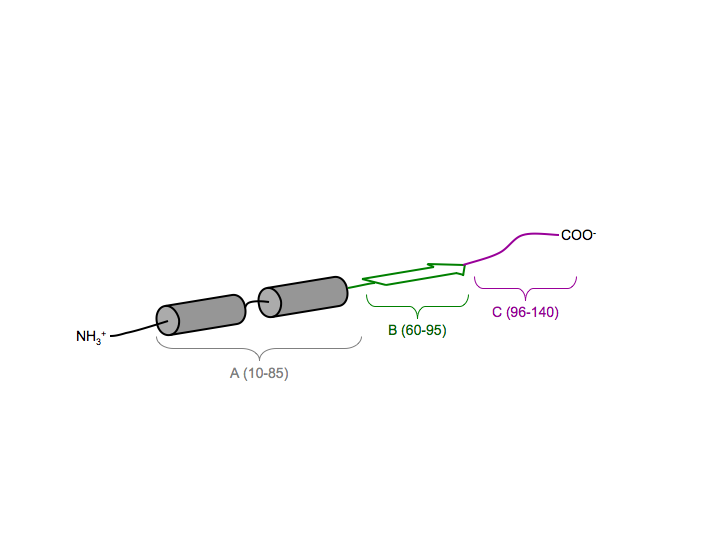 COO⁻
C (96-140)
B (60-95)
NH₃⁺
A (10-85)